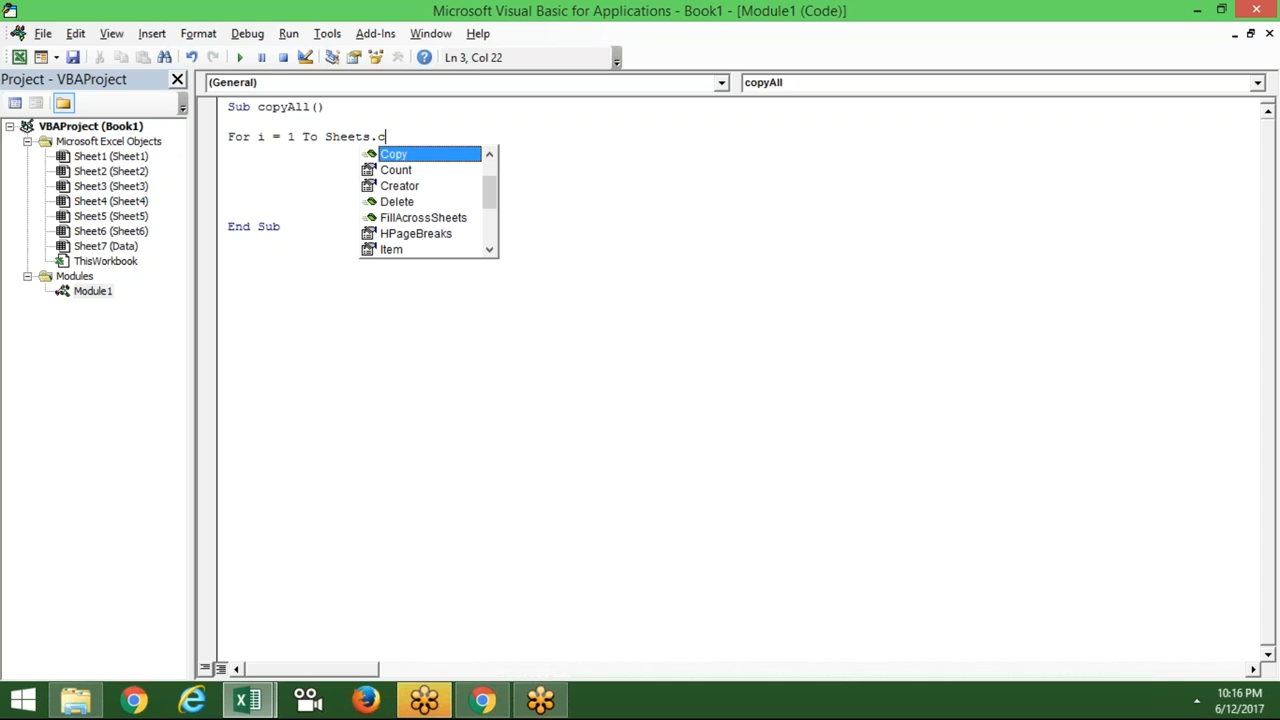 Microsoft Visual Basic for Applications - Book1 - [Module1 (Code)]
File Edit View Insert Format Debug Run Tools Add-Ins Window Help
Ln 3, Col 22
Project - VBAProject
(General)
copyAll
VBAProject (Book1)
Microsoft Excel Objects
Sheet1 (Sheet1)
Sheet2 (Sheet2)
Sheet3 (Sheet3)
Sheet4 (Sheet4)
Sheet5 (Sheet5)
Sheet6 (Sheet6)
Sheet7 (Data)
ThisWorkbook
Modules
Module1
Sub copyAll()
For i = 1 To Sheets.c
Copy
Count
Creator
Delete
FillAcrossSheets
HPageBreaks
Item
End Sub
10:16 PM
6/12/2017